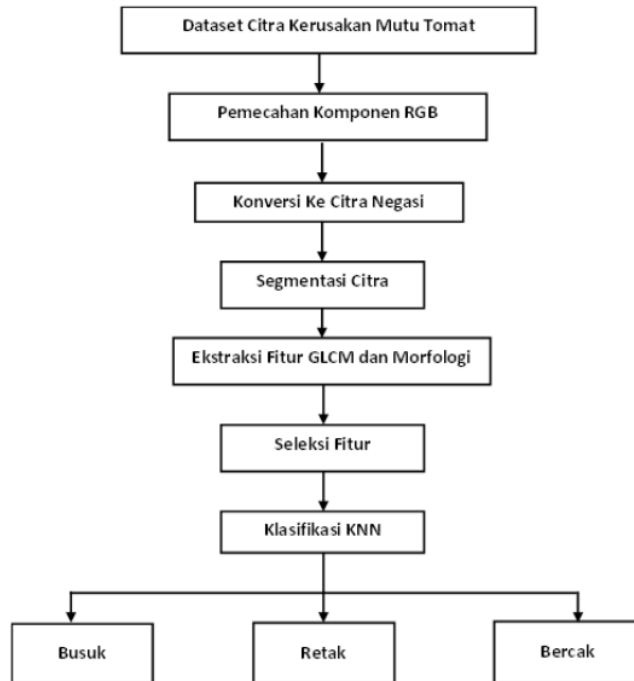 Dataset Citra Kerusakan Mutu Tomat
Pemecahan Komponen RGB
Konversi Ke Citra Negasi
Segmentasi Citra
Ekstraksi Fitur GLCM dan Morfologi
Seleksi Fitur
Klasifikasi KNN
Busuk
Retak
Bercak